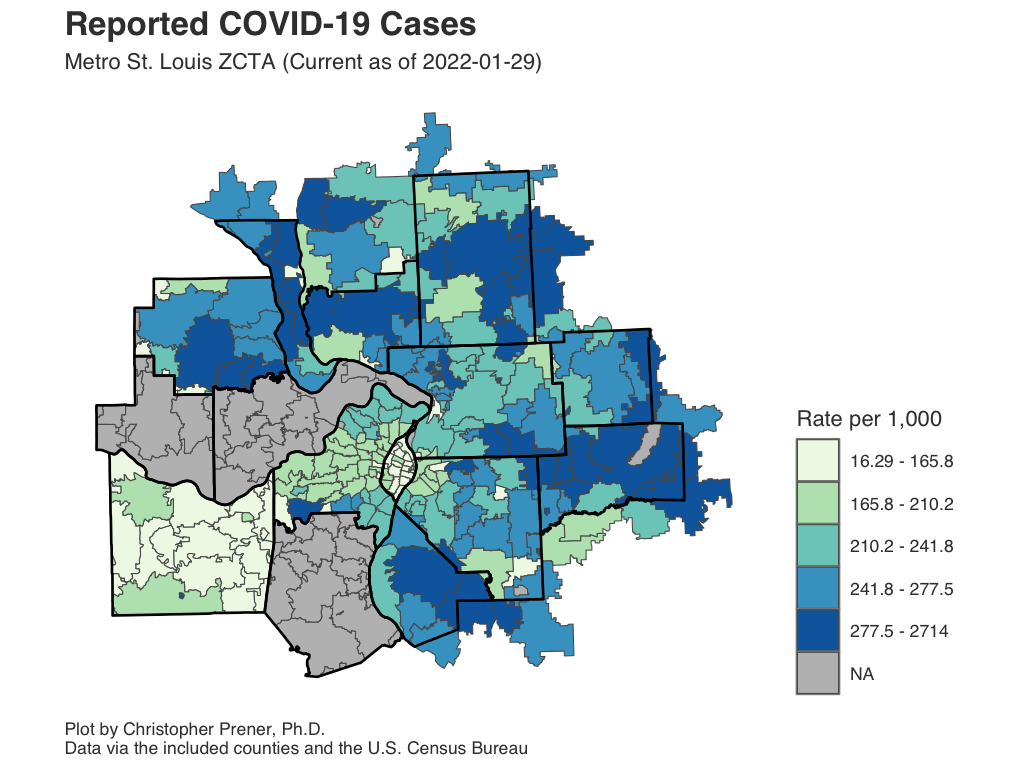 Reported COVID-19 Cases
Metro St. Louis ZCTA (Current as of 2022-01-29)
Rate per 1,000
16.29 - 165.8
165.8 - 210.2
210.2 - 241.8
241.8 - 277.5
277.5 - 2714
NA
Plot by Christopher Prener, Ph.D.
Data via the included counties and the U.S. Census Bureau